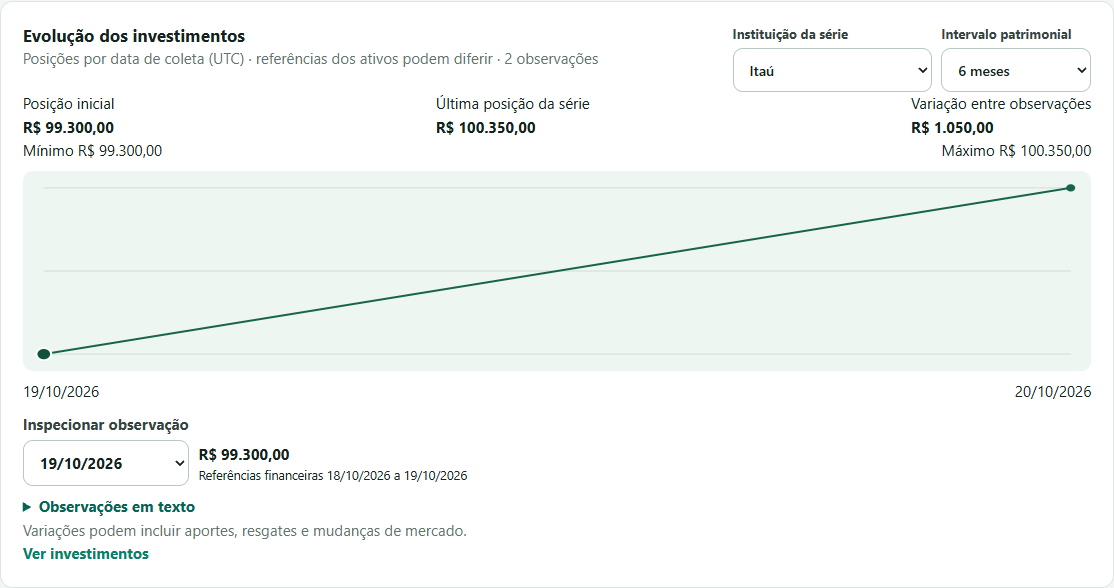 Evolução dos investimentos
Posições por data de coleta (UTC) · referências dos ativos podem diferir · 2 observações
Instituição da série
Itaú
Intervalo patrimonial
6 meses
Posição inicial
R$ 99.300,00
Mínimo R$ 99.300,00
Última posição da série
R$ 100.350,00
Variação entre observações
R$ 1.050,00
Máximo R$ 100.350,00
19/10/2026
20/10/2026
Inspecionar observação
19/10/2026
R$ 99.300,00
Referências financeiras 18/10/2026 a 19/10/2026
Observações em texto
Variações podem incluir aportes, resgates e mudanças de mercado.
Ver investimentos